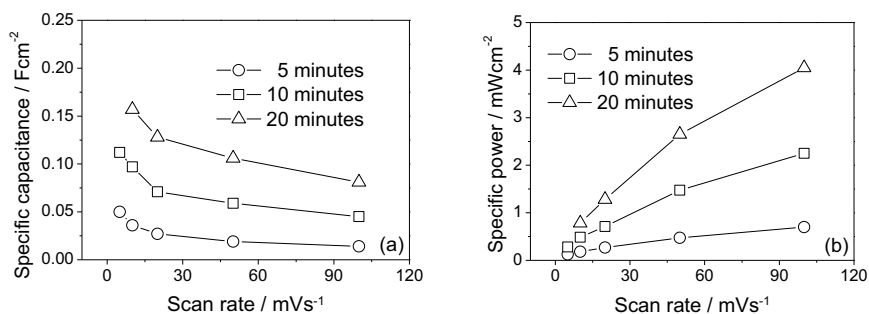 Specific capacitance / Fcm⁻²
0.25
0.20
0.15
0.10
0.05
0.00
5 minutes
10 minutes
20 minutes
(a)
0
30
60
90
120
Scan rate / mVs⁻¹
Specific power / mWcm⁻²
5
4
3
2
1
0
5 minutes
10 minutes
20 minutes
(b)
0
30
60
90
120
Scan rate / mVs⁻¹